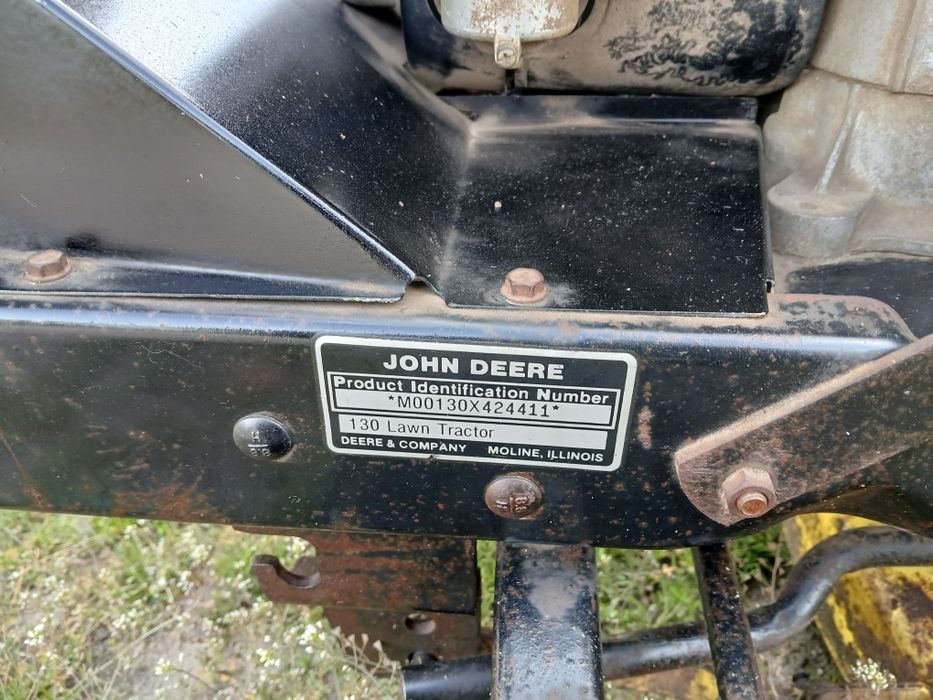 JOHN DEERE
Product Identification Number
*M00130X424411*
130 Lawn Tractor
DEERE & COMPANY MOLINE, ILLINOIS